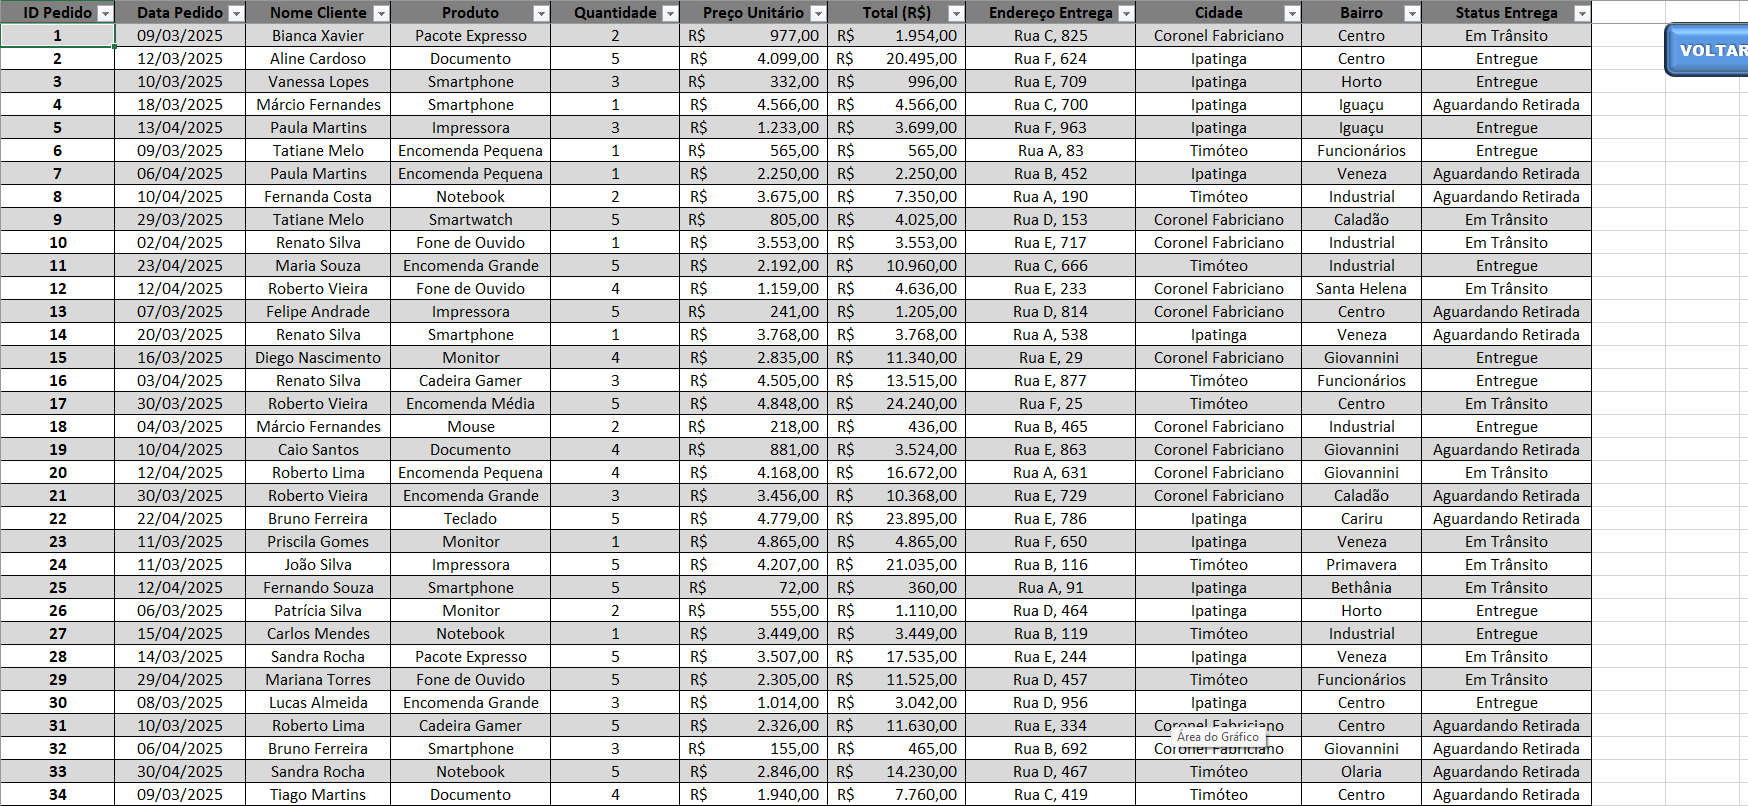 ID Pedido Data Pedido Nome Cliente Produto Quantidade Preço Unitário Total (R$) Endereço Entrega Cidade Bairro Status Entrega
1 09/03/2025 Bianca Xavier Pacote Expresso 2 R$ 977,00 R$ 1.954,00 Rua C, 825 Coronel Fabriciano Centro Em Trânsito
VOLTAR
2 12/03/2025 Aline Cardoso Documento 5 R$ 4.099,00 R$ 20.495,00 Rua F, 624 Ipatinga Centro Entregue
3 10/03/2025 Vanessa Lopes Smartphone 3 R$ 332,00 R$ 996,00 Rua E, 709 Ipatinga Horto Entregue
4 18/03/2025 Márcio Fernandes Smartphone 1 R$ 4.566,00 R$ 4.566,00 Rua C, 700 Ipatinga Iguaçu Aguardando Retirada
5 13/04/2025 Paula Martins Impressora 3 R$ 1.233,00 R$ 3.699,00 Rua F, 963 Ipatinga Iguaçu Entregue
6 09/03/2025 Tatiane Melo Encomenda Pequena 1 R$ 565,00 R$ 565,00 Rua A, 83 Timóteo Funcionários Entregue
7 06/04/2025 Paula Martins Encomenda Pequena 1 R$ 2.250,00 R$ 2.250,00 Rua B, 452 Ipatinga Veneza Aguardando Retirada
8 10/04/2025 Fernanda Costa Notebook 2 R$ 3.675,00 R$ 7.350,00 Rua A, 190 Timóteo Industrial Aguardando Retirada
9 29/03/2025 Tatiane Melo Smartwatch 5 R$ 805,00 R$ 4.025,00 Rua D, 153 Coronel Fabriciano Caladão Em Trânsito
10 02/04/2025 Renato Silva Fone de Ouvido 1 R$ 3.553,00 R$ 3.553,00 Rua E, 717 Coronel Fabriciano Industrial Em Trânsito
11 23/04/2025 Maria Souza Encomenda Grande 5 R$ 2.192,00 R$ 10.960,00 Rua C, 666 Timóteo Industrial Entregue
12 12/04/2025 Roberto Vieira Fone de Ouvido 4 R$ 1.159,00 R$ 4.636,00 Rua E, 233 Coronel Fabriciano Santa Helena Em Trânsito
13 07/03/2025 Felipe Andrade Impressora 5 R$ 241,00 R$ 1.205,00 Rua D, 814 Coronel Fabriciano Centro Aguardando Retirada
14 20/03/2025 Renato Silva Smartphone 1 R$ 3.768,00 R$ 3.768,00 Rua A, 538 Ipatinga Veneza Aguardando Retirada
15 16/03/2025 Diego Nascimento Monitor 4 R$ 2.835,00 R$ 11.340,00 Rua E, 29 Coronel Fabriciano Giovannini Entregue
16 03/04/2025 Renato Silva Cadeira Gamer 3 R$ 4.505,00 R$ 13.515,00 Rua E, 877 Timóteo Funcionários Entregue
17 30/03/2025 Roberto Vieira Encomenda Média 5 R$ 4.848,00 R$ 24.240,00 Rua F, 25 Timóteo Centro Em Trânsito
18 04/03/2025 Márcio Fernandes Mouse 2 R$ 218,00 R$ 436,00 Rua B, 465 Coronel Fabriciano Industrial Entregue
19 10/04/2025 Caio Santos Documento 4 R$ 881,00 R$ 3.524,00 Rua E, 863 Coronel Fabriciano Giovannini Aguardando Retirada
20 12/04/2025 Roberto Lima Encomenda Pequena 4 R$ 4.168,00 R$ 16.672,00 Rua A, 631 Coronel Fabriciano Giovannini Em Trânsito
21 30/03/2025 Roberto Vieira Encomenda Grande 3 R$ 3.456,00 R$ 10.368,00 Rua E, 729 Coronel Fabriciano Caladão Aguardando Retirada
22 22/04/2025 Bruno Ferreira Teclado 5 R$ 4.779,00 R$ 23.895,00 Rua E, 786 Ipatinga Cariru Aguardando Retirada
23 11/03/2025 Priscila Gomes Monitor 1 R$ 4.865,00 R$ 4.865,00 Rua F, 650 Ipatinga Veneza Em Trânsito
24 11/03/2025 João Silva Impressora 5 R$ 4.207,00 R$ 21.035,00 Rua B, 116 Timóteo Primavera Em Trânsito
25 12/04/2025 Fernando Souza Smartphone 5 R$ 72,00 R$ 360,00 Rua A, 91 Ipatinga Bethânia Em Trânsito
26 06/03/2025 Patrícia Silva Monitor 2 R$ 555,00 R$ 1.110,00 Rua D, 464 Ipatinga Horto Entregue
27 15/04/2025 Carlos Mendes Notebook 1 R$ 3.449,00 R$ 3.449,00 Rua B, 119 Timóteo Industrial Entregue
28 14/03/2025 Sandra Rocha Pacote Expresso 5 R$ 3.507,00 R$ 17.535,00 Rua E, 244 Ipatinga Veneza Em Trânsito
29 29/04/2025 Mariana Torres Fone de Ouvido 5 R$ 2.305,00 R$ 11.525,00 Rua D, 457 Timóteo Funcionários Em Trânsito
30 08/03/2025 Lucas Almeida Encomenda Grande 3 R$ 1.014,00 R$ 3.042,00 Rua D, 956 Ipatinga Centro Entregue
31 10/03/2025 Roberto Lima Cadeira Gamer 5 R$ 2.326,00 R$ 11.630,00 Rua E, 334 Coronel Fabriciano Centro Aguardando Retirada
Área do Gráfico
32 06/04/2025 Bruno Ferreira Smartphone 3 R$ 155,00 R$ 465,00 Rua B, 692 Coronel Fabriciano Giovannini Aguardando Retirada
33 30/04/2025 Sandra Rocha Notebook 5 R$ 2.846,00 R$ 14.230,00 Rua D, 467 Timóteo Olaria Aguardando Retirada
34 09/03/2025 Tiago Martins Documento 4 R$ 1.940,00 R$ 7.760,00 Rua C, 419 Timóteo Centro Aguardando Retirada